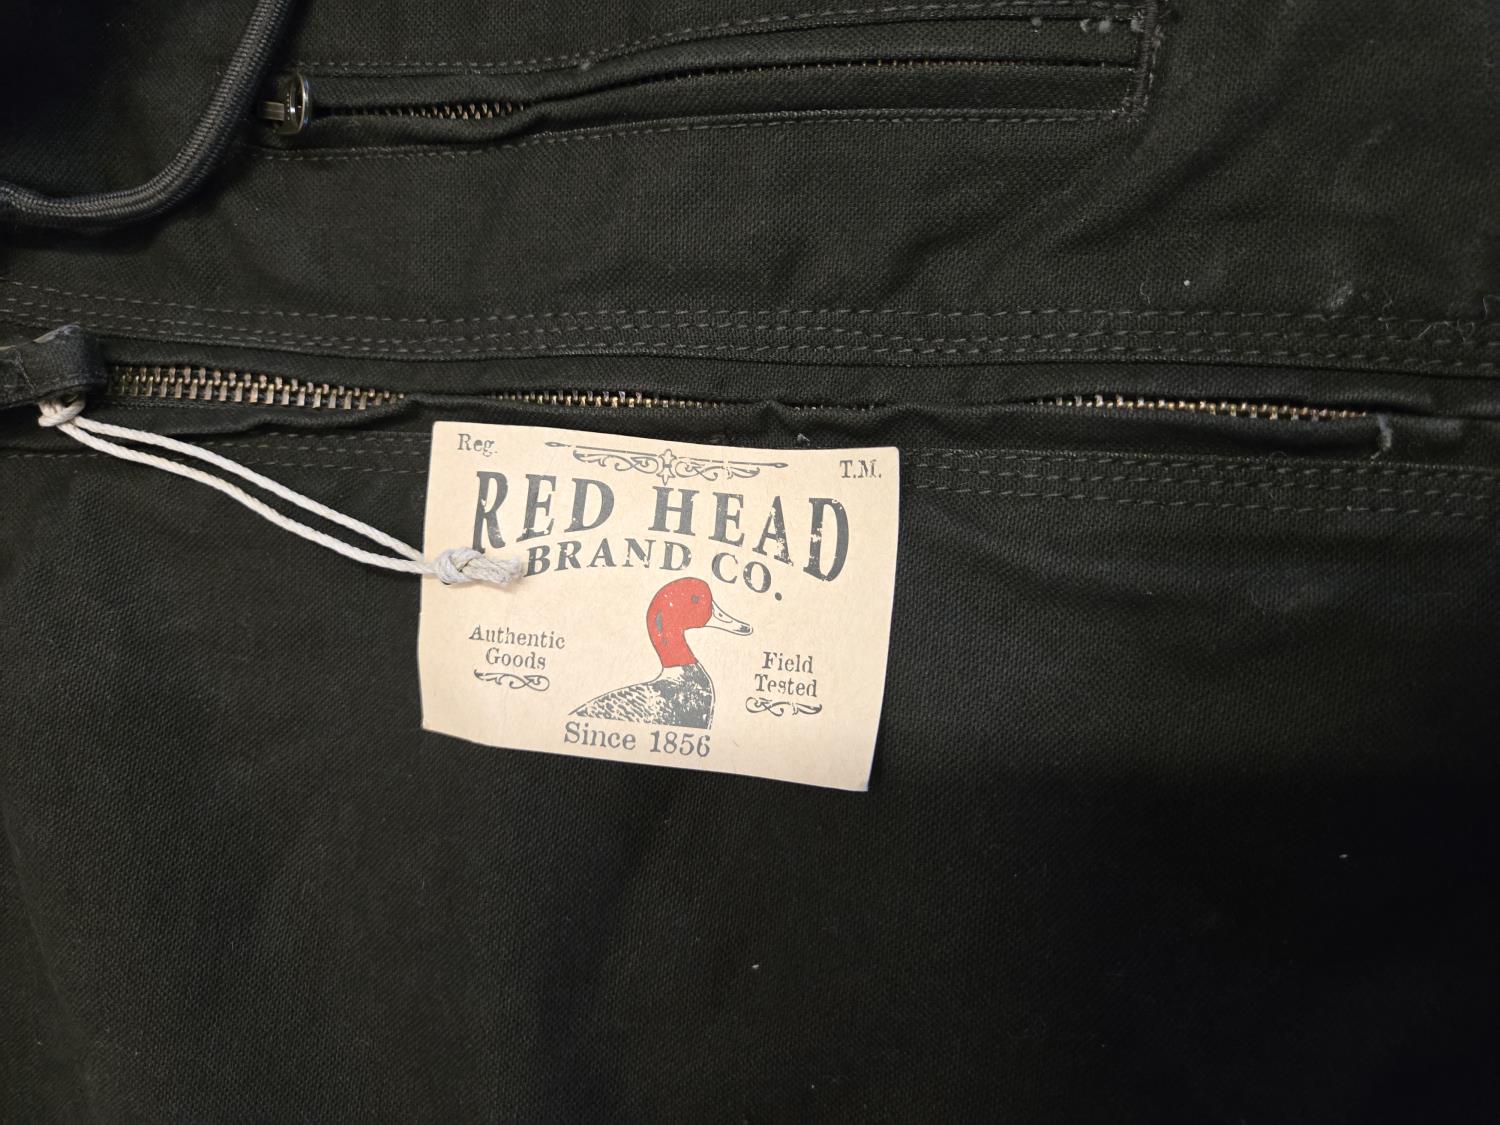 Reg. T.M.
RED HEAD
BRAND CO.
Authentic
Goods
Field
Tested
Since 1856